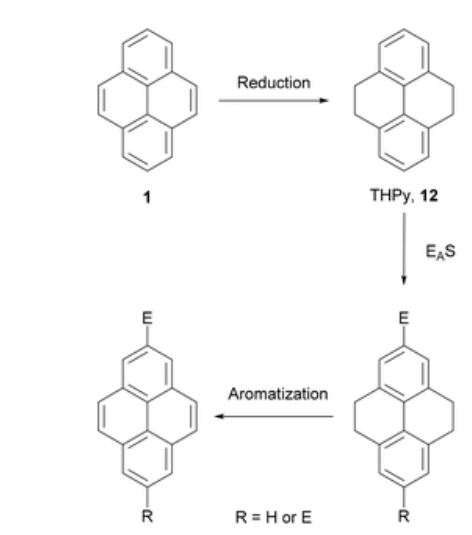 Reduction
1
THPy, 12
EAS
E
E
Aromatization
R
R = H or E
R